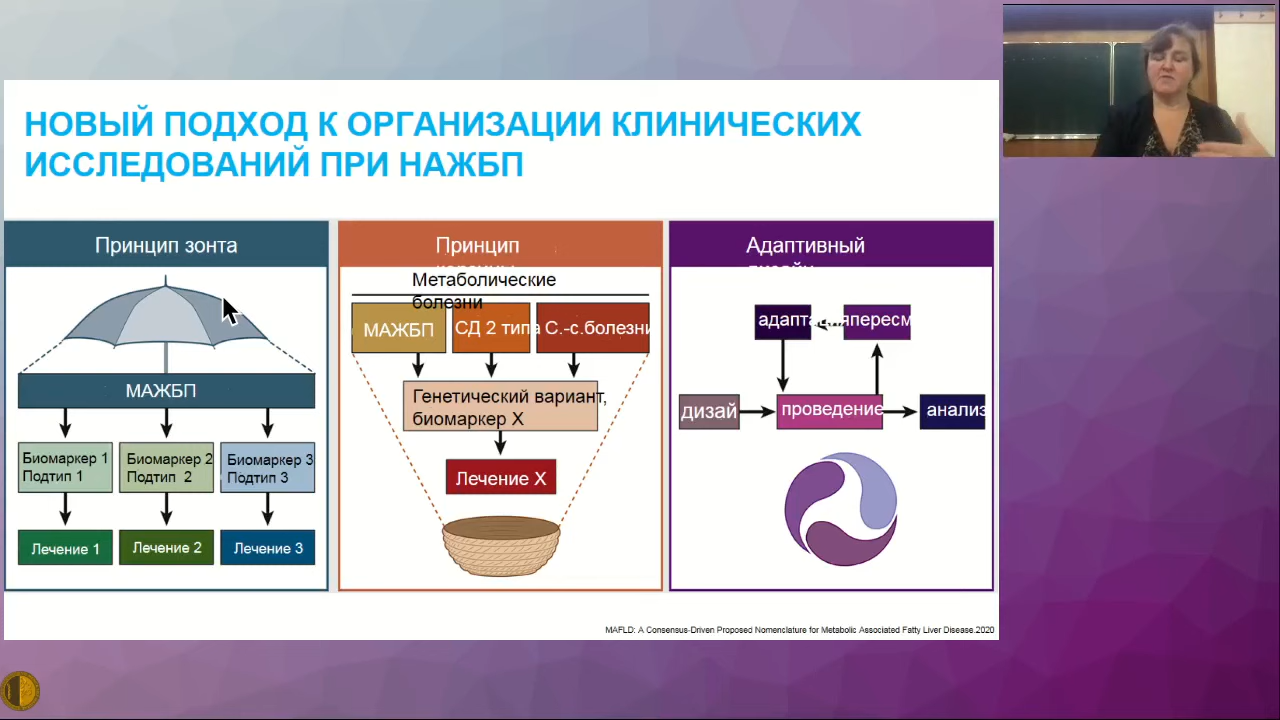 НОВЫЙ ПОДХОД К ОРГАНИЗАЦИИ КЛИНИЧЕСКИХ
ИССЛЕДОВАНИЙ ПРИ НАЖБП
Принцип зонта
МАЖБП
Биомаркер 1
Подтип 1
Биомаркер 2
Подтип 2
Биомаркер 3
Подтип 3
Лечение 1
Лечение 2
Лечение 3
Принцип
Метаболические
болезни
МАЖБП
СД 2 типа
С.-с.болезни
Генетический вариант,
биомаркер Х
Лечение Х
Адаптивный
адаптация
пересм
дизай
проведение
анализ
MAFLD: A Consensus-Driven Proposed Nomenclature for Metabolic Associated Fatty Liver Disease.2020